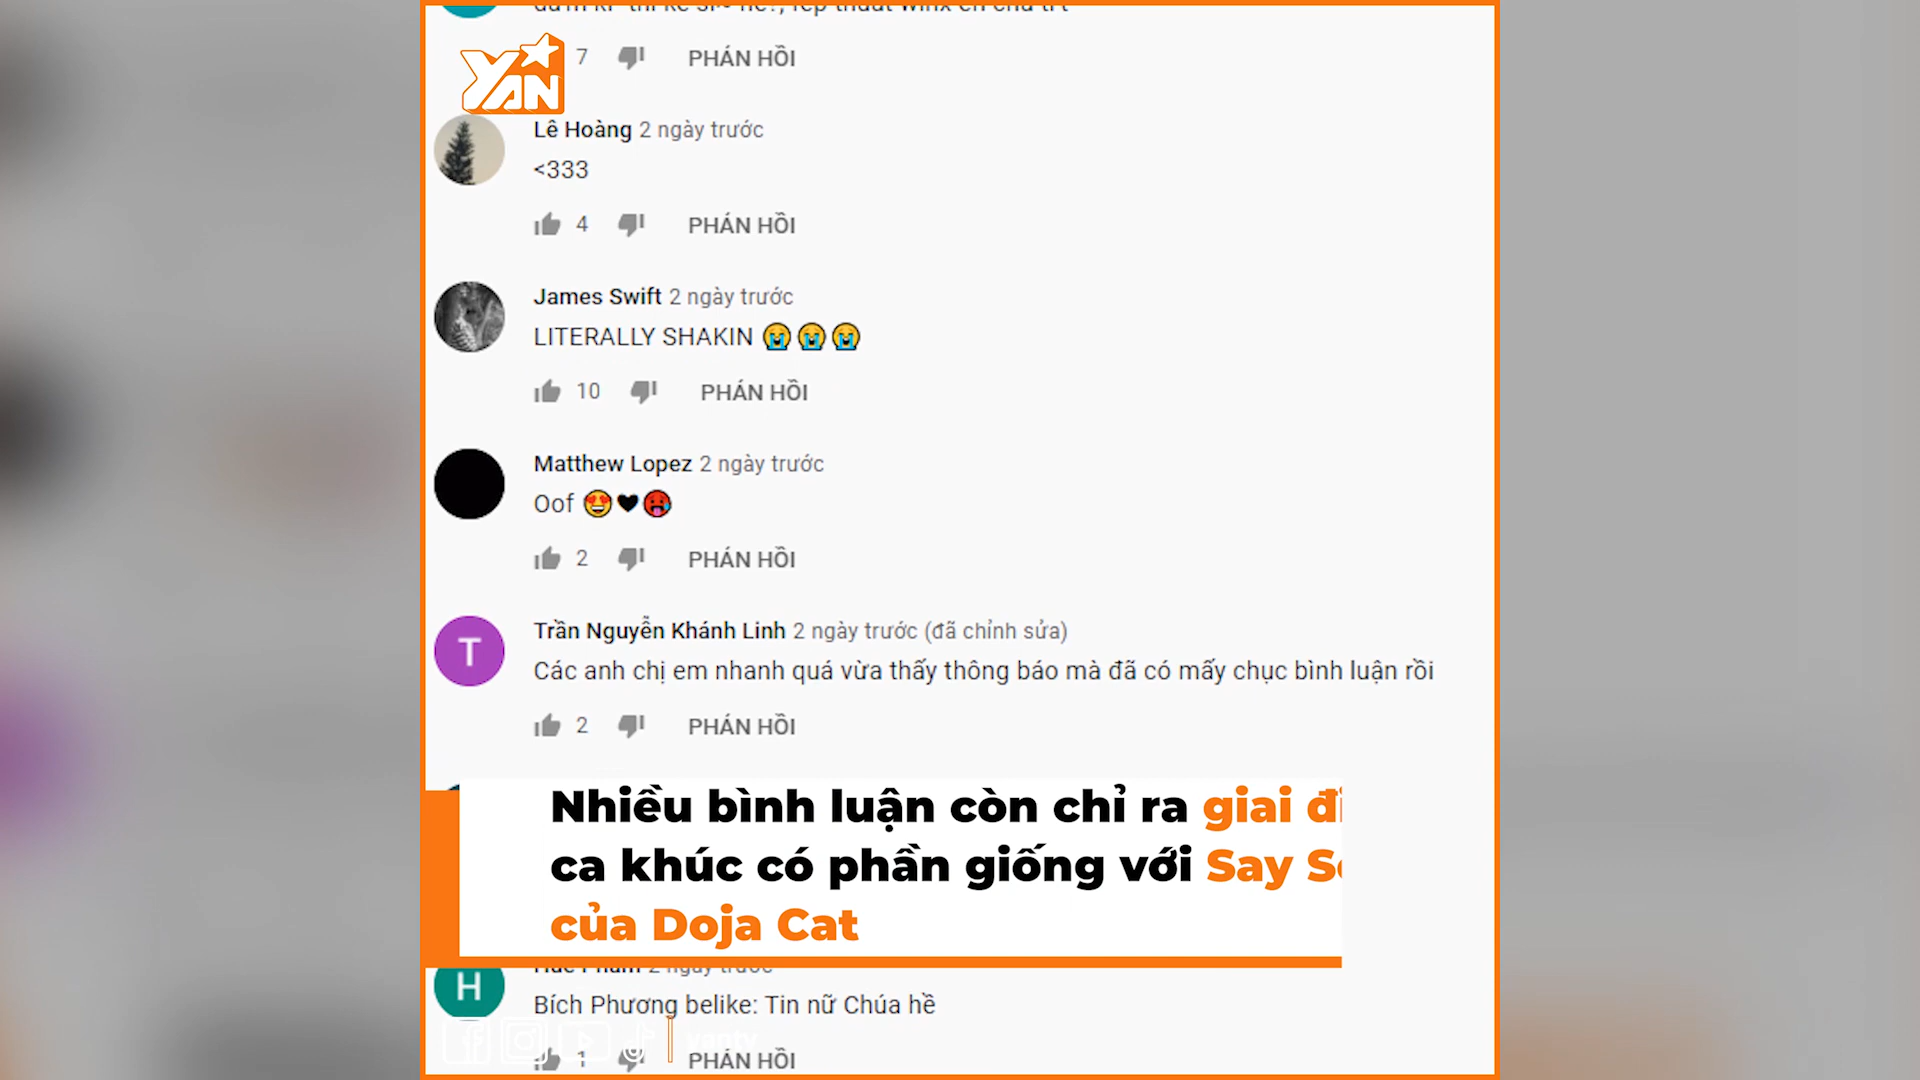 YAN
7 PHẢN HỒI
Lê Hoàng 2 ngày trước
<333
4 PHẢN HỒI
James Swift 2 ngày trước
LITERALLY SHAKIN 😭😭😭
10 PHẢN HỒI
Matthew Lopez 2 ngày trước
Oof 😍🖤🥵
2 PHẢN HỒI
T
Trần Nguyễn Khánh Linh 2 ngày trước (đã chỉnh sửa)
Các anh chị em nhanh quá vừa thấy thông báo mà đã có mấy chục bình luận rồi
2 PHẢN HỒI
Nhiều bình luận còn chỉ ra giai
ca khúc có phần giống với Say
của Doja Cat
H
2 ngày trước
Bích Phương belike: Tin nữ Chúa hề
1 PHẢN HỒI